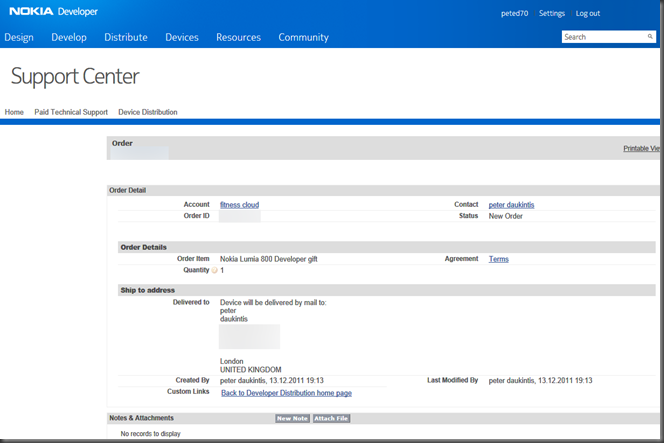 NOKIA Developer
peted70 Settings Log out
Design Develop Distribute Devices Resources Community
Search
Support Center
Home Paid Technical Support Device Distribution
Order
Printable Vie
Order Detail
Account fitness cloud Contact peter daukintis
Order ID Status New Order
Order Details
Order Item Nokia Lumia 800 Developer gift Agreement Terms
Quantity 1
Ship to address
Delivered to Device will be delivered by mail to:
peter
daukintis
London
UNITED KINGDOM
Created By peter daukintis, 13.12.2011 19:13 Last Modified By peter daukintis, 13.12.2011 19:13
Custom Links Back to Developer Distribution home page
Notes & Attachments New Note Attach File
No records to display